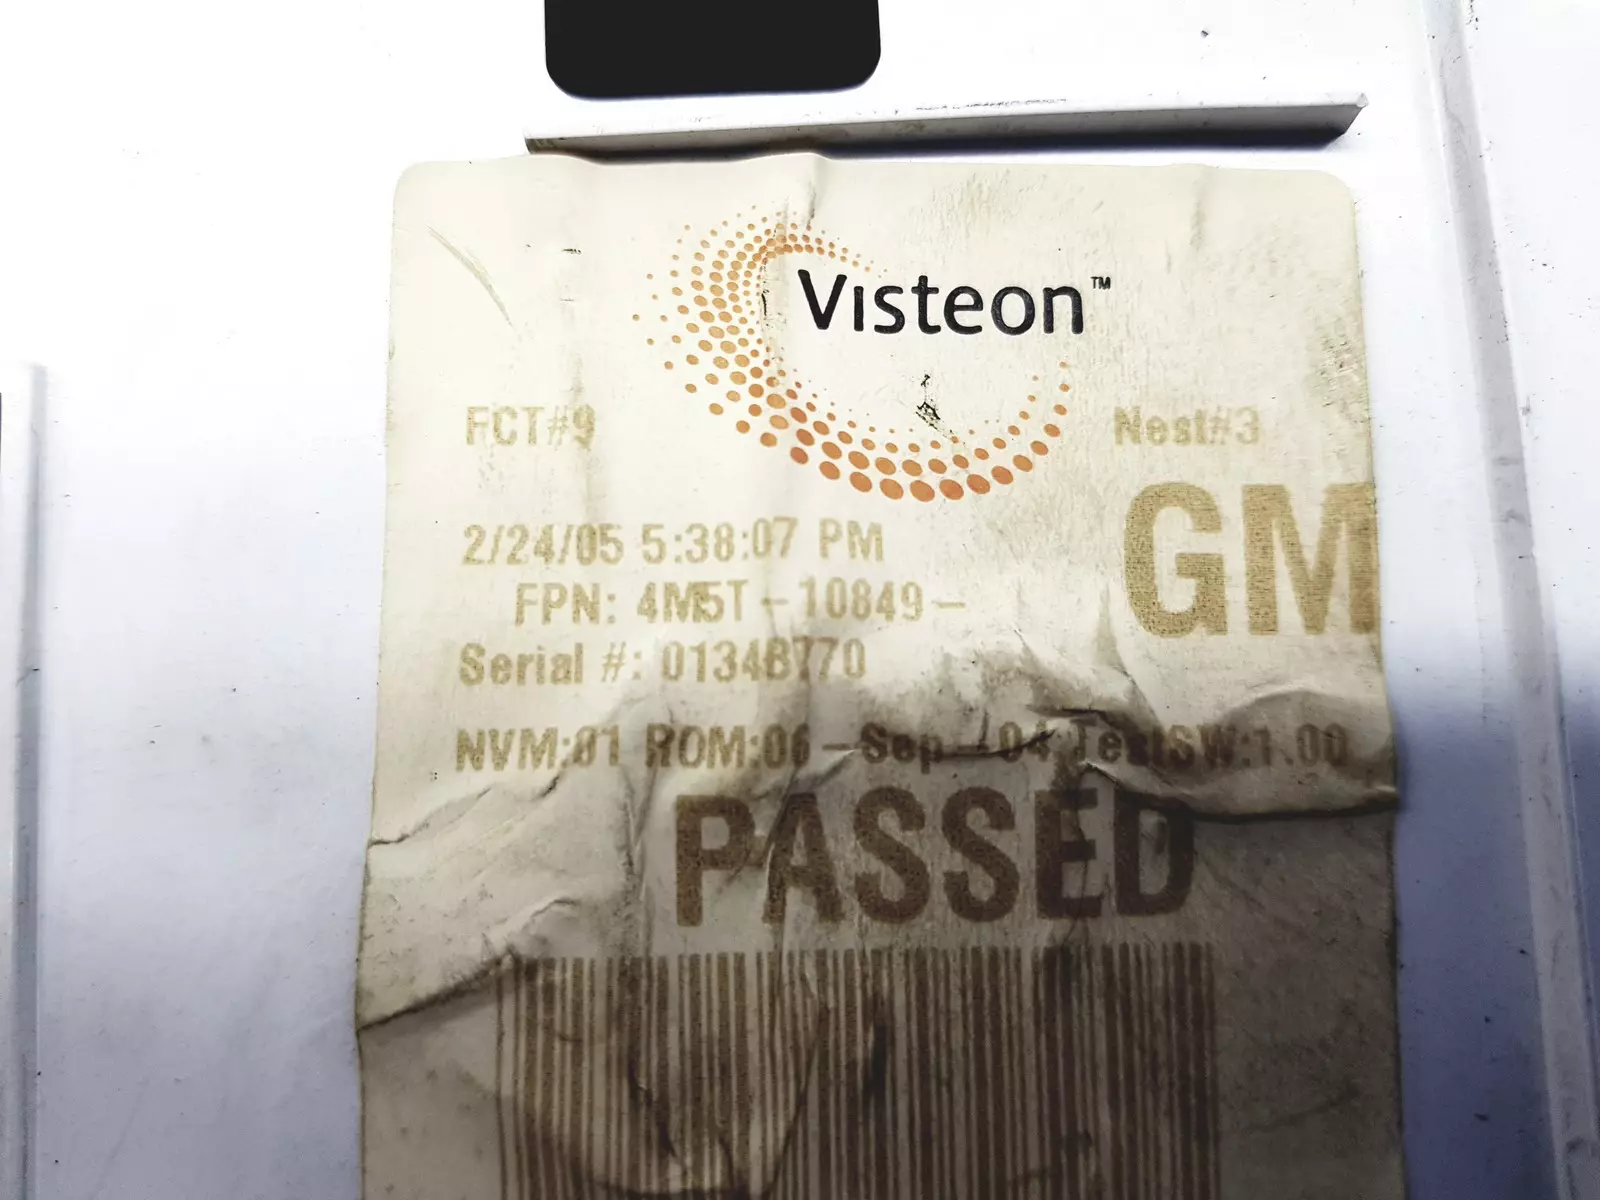 Visteon™
FCT#9
Nest#3
GM
2/24/05 5:38:07 PM
FPN: 4M5T-10849-
Serial #: 0134B770
NVM:01 ROM:06-Sep-04 TestSW:1.00
PASSED